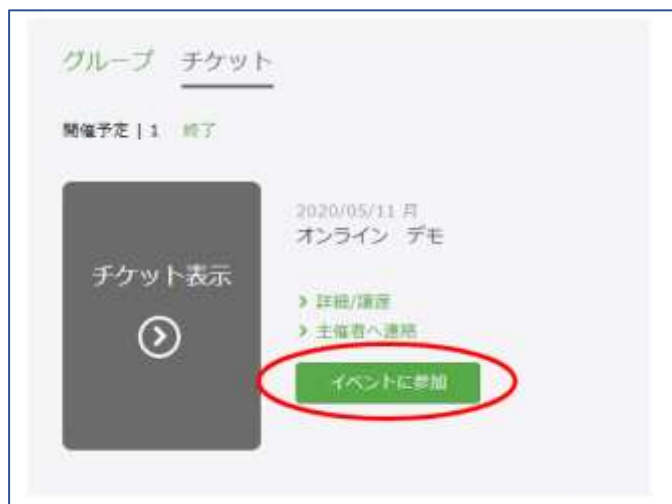 グループ チケット
開催予定 | 1 終了
チケット表示
2020/05/11 月
オンライン デモ
詳細/譲渡
主催者へ連絡
イベントに参加